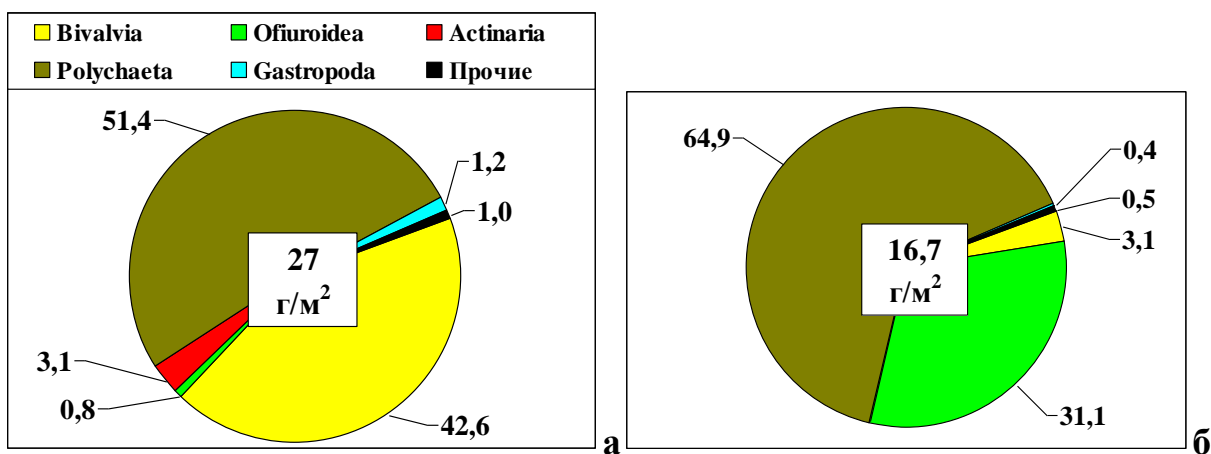 Bivalvia Ofiuroidea Actinaria
Polychaeta Gastropoda Прочие
51,4
1,2
1,0
27
г/м²
3,1
0,8
42,6
а
64,9
0,4
0,5
3,1
16,7
г/м²
31,1
б